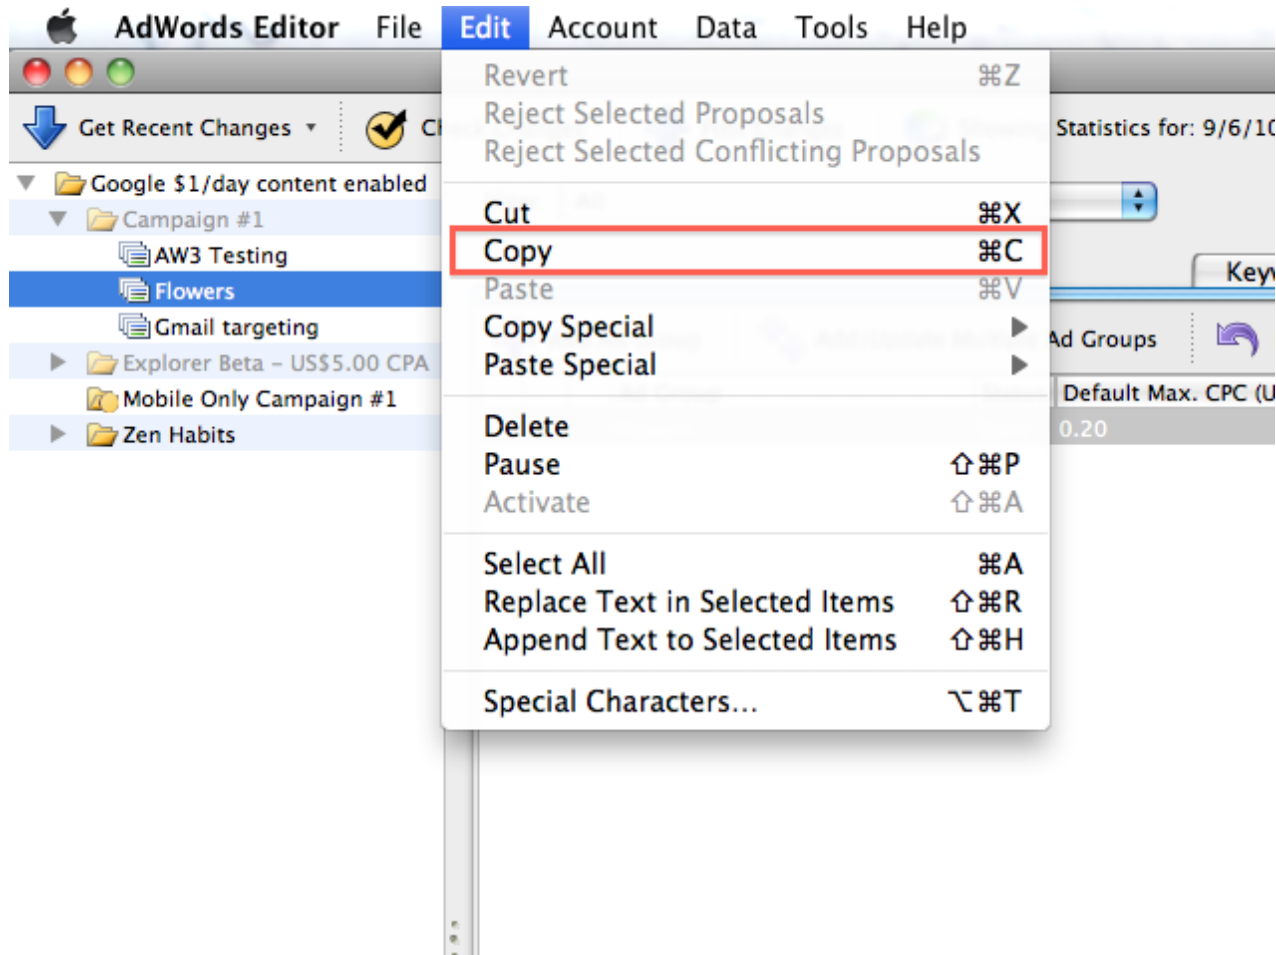 AdWords Editor File Edit Account Data Tools Help
Get Recent Changes
Statistics for: 9/6/10
Google $1/day content enabled
Campaign #1
AW3 Testing
Flowers
Gmail targeting
Explorer Beta – US$5.00 CPA
Mobile Only Campaign #1
Zen Habits
Revert ⌘Z
Reject Selected Proposals
Reject Selected Conflicting Proposals
Cut ⌘X
Copy ⌘C
Paste ⌘V
Copy Special
Paste Special
Delete
Pause ⇧⌘P
Activate ⇧⌘A
Select All ⌘A
Replace Text in Selected Items ⇧⌘R
Append Text to Selected Items ⇧⌘H
Special Characters... ⌥⌘T
Ad Groups
Default Max. CPC (U
0.20